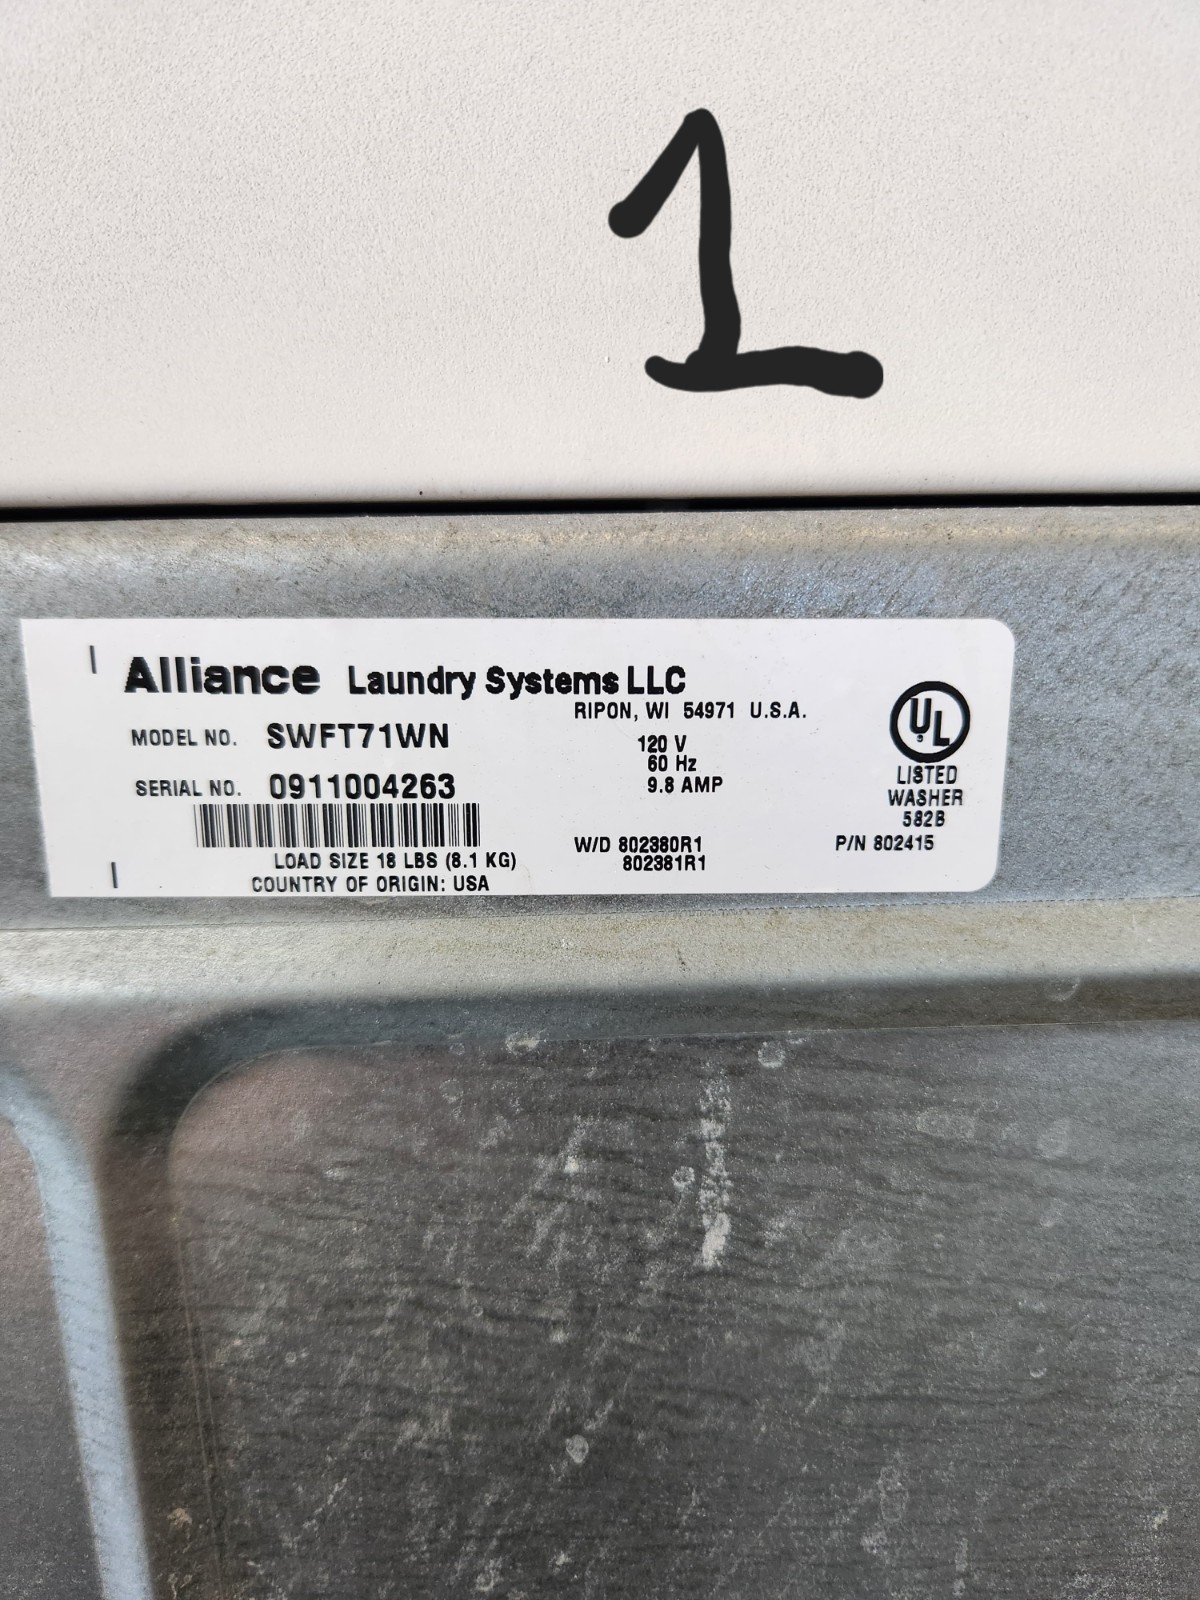 1
Alliance Laundry Systems LLC
RIPON, WI 54971 U.S.A.
MODEL NO. SWFT71WN
120 V
60 Hz
SERIAL NO. 0911004263
9.8 AMP
UL
LISTED
WASHER
582B
W/D 802380R1
802381R1
P/N 802415
LOAD SIZE 18 LBS (8.1 KG)
COUNTRY OF ORIGIN: USA